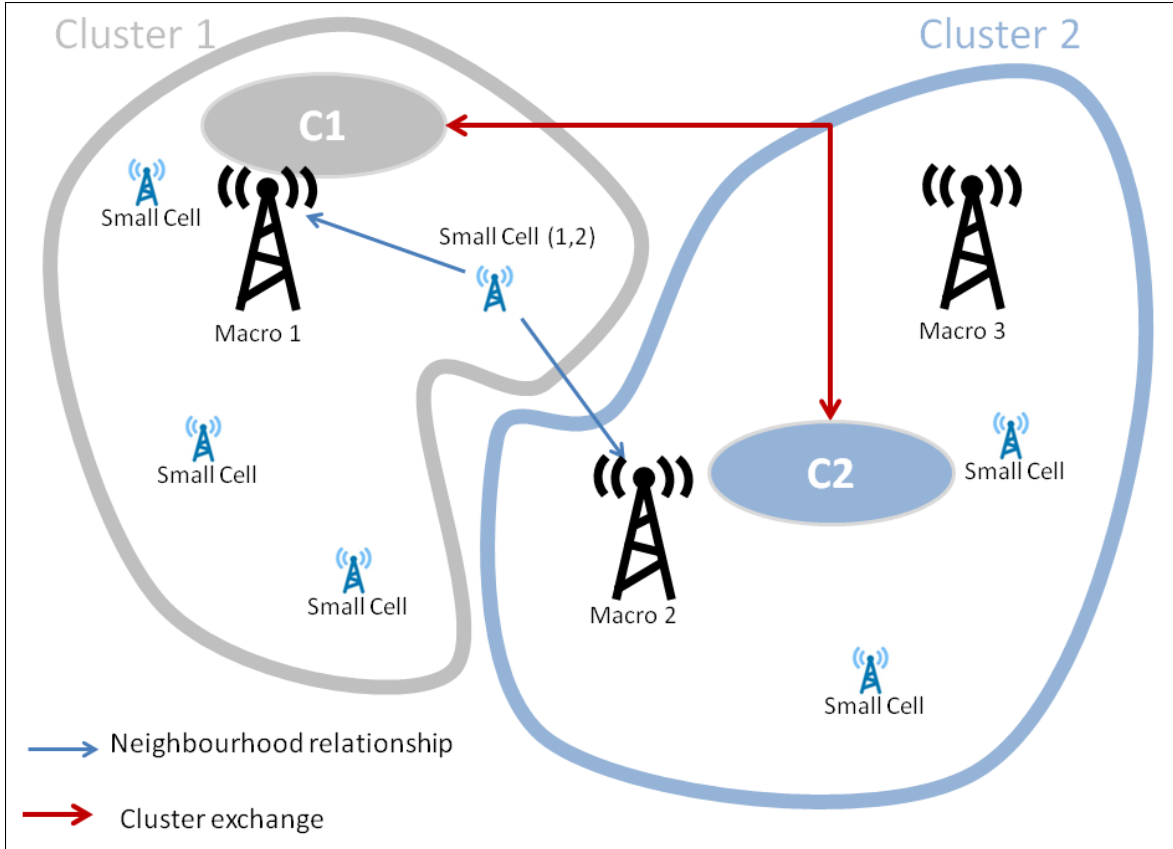 Cluster 1
Cluster 2
C1
Small Cell
Small Cell (1,2)
Macro 1
Macro 3
Small Cell
C2
Small Cell
Small Cell
Macro 2
Small Cell
Neighbourhood relationship
Cluster exchange